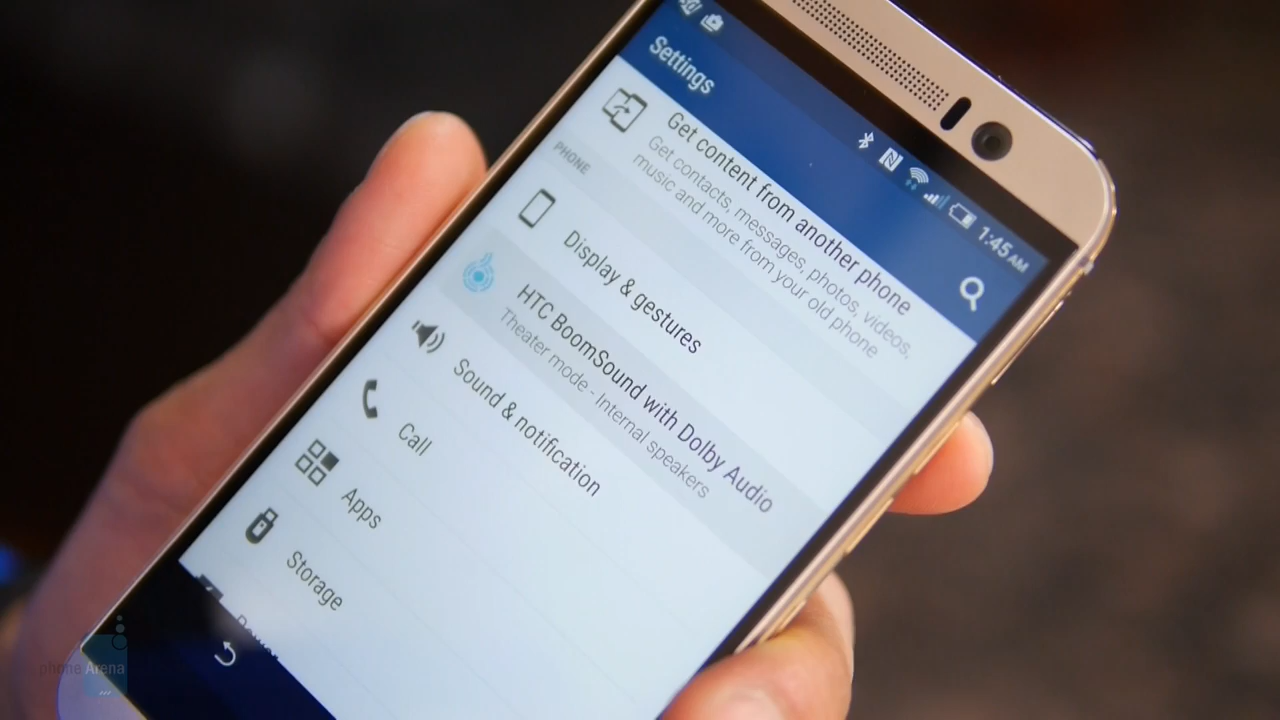 Settings
1:45 AM
Get content from another phone
Get contacts, messages, photos, videos,
music and more from your old phone
PHONE
Display & gestures
HTC BoomSound with Dolby Audio
Theater mode - Internal speakers
Sound & notification
Call
Apps
Storage
Power
phone Arena